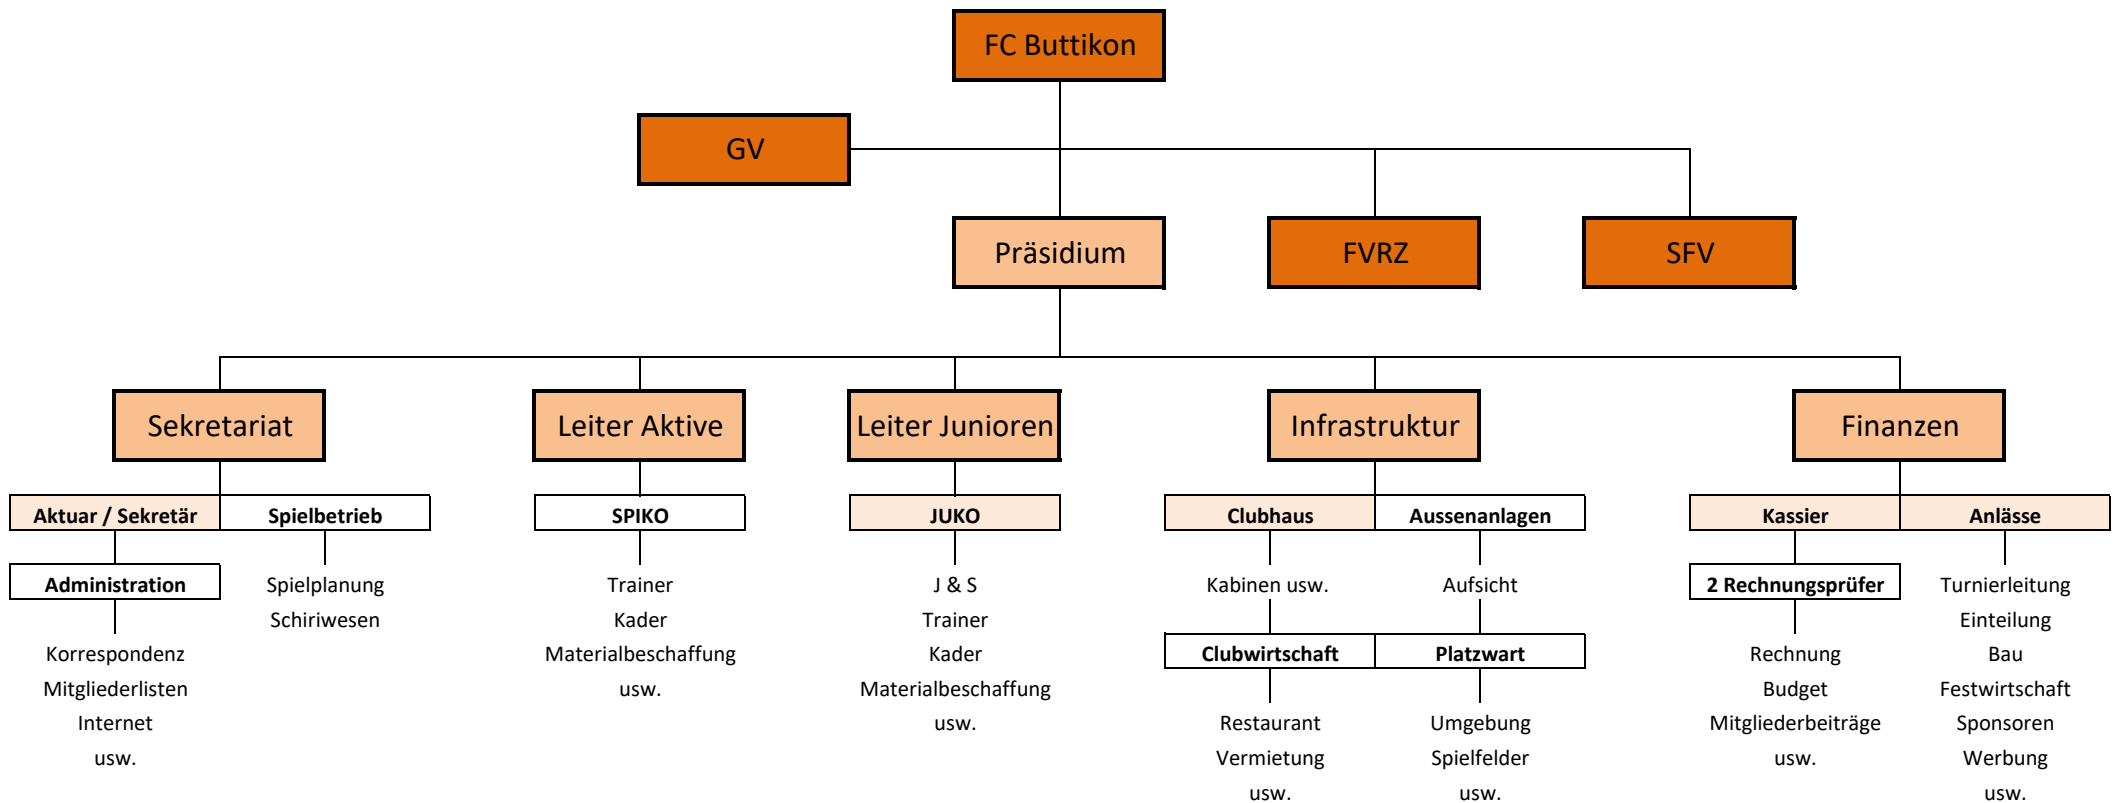 FC Buttikon
GV
Präsidium
FVRZ
SFV
Sekretariat
Leiter Aktive
Leiter Junioren
Infrastruktur
Finanzen
Aktuar / Sekretär
Spielbetrieb
SPIKO
JUKO
Clubhaus
Aussenanlagen
Kassier
Anlässe
Administration
Spielplanung
Schiriwesen
Korrespondenz
Mitgliederlisten
Internet
usw.
Trainer
Kader
Materialbeschaffung
usw.
J & S
Trainer
Kader
Materialbeschaffung
usw.
Kabinen usw.
Clubwirtschaft
Restaurant
Vermietung
usw.
Aufsicht
Platzwart
Umgebung
Spielfelder
usw.
2 Rechnungsprüfer
Rechnung
Budget
Mitgliederbeiträge
usw.
Turnierleitung
Einteilung
Bau
Festwirtschaft
Sponsoren
Werbung
usw.